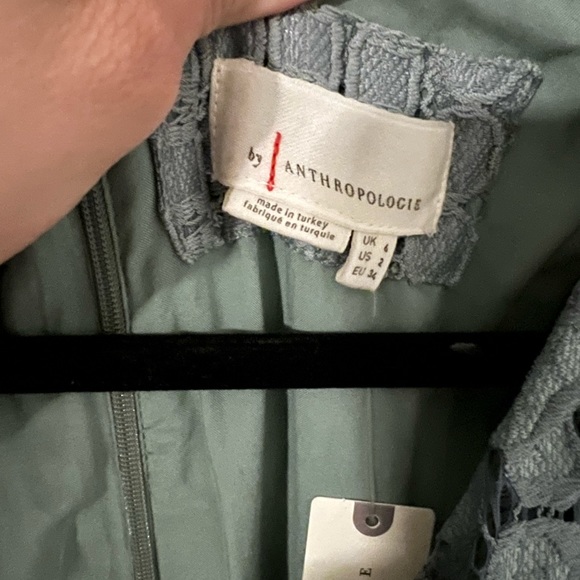 by ANTHROPOLOGIE
made in turkey
fabriqué en turquie
UK 6
US 2
EU 34
E